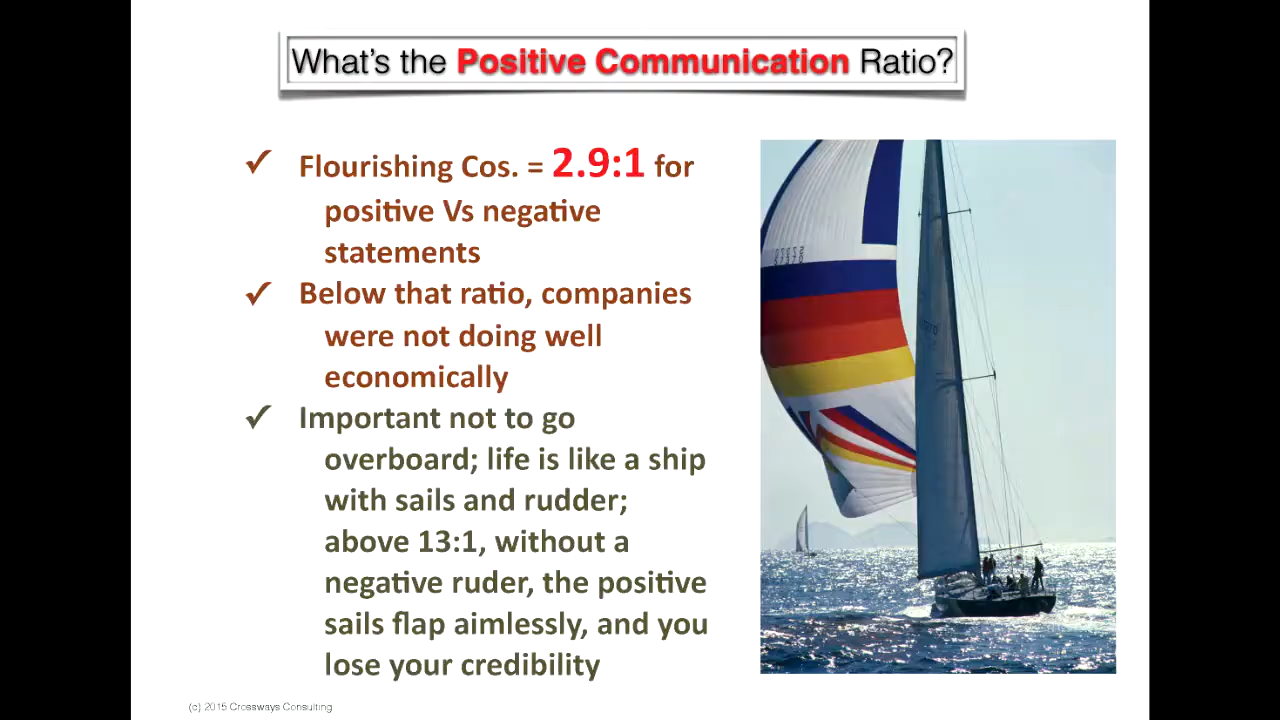 What's the Positive Communication Ratio?
Flourishing Cos. = 2.9:1 for
positive Vs negative
statements
Below that ratio, companies
were not doing well
economically
Important not to go
overboard; life is like a ship
with sails and rudder;
above 13:1, without a
negative ruder, the positive
sails flap aimlessly, and you
lose your credibility
(c) 2015 Crossways Consulting